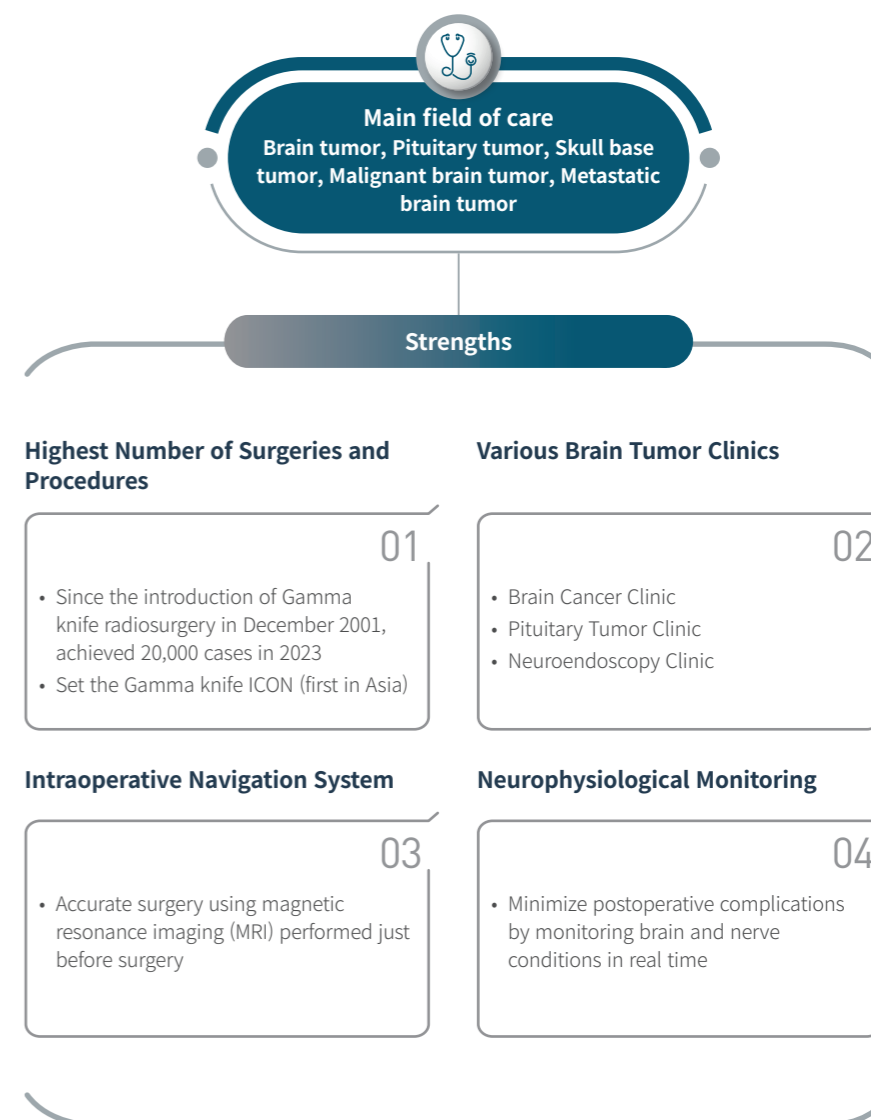 Main field of care
Brain tumor, Pituitary tumor, Skull base
tumor, Malignant brain tumor, Metastatic
brain tumor
Strengths
Highest Number of Surgeries and
Procedures
01
• Since the introduction of Gamma
knife radiosurgery in December 2001,
achieved 20,000 cases in 2023
• Set the Gamma knife ICON (first in Asia)
Various Brain Tumor Clinics
02
• Brain Cancer Clinic
• Pituitary Tumor Clinic
• Neuroendoscopy Clinic
Intraoperative Navigation System
03
• Accurate surgery using magnetic
resonance imaging (MRI) performed just
before surgery
Neurophysiological Monitoring
04
• Minimize postoperative complications
by monitoring brain and nerve
conditions in real time